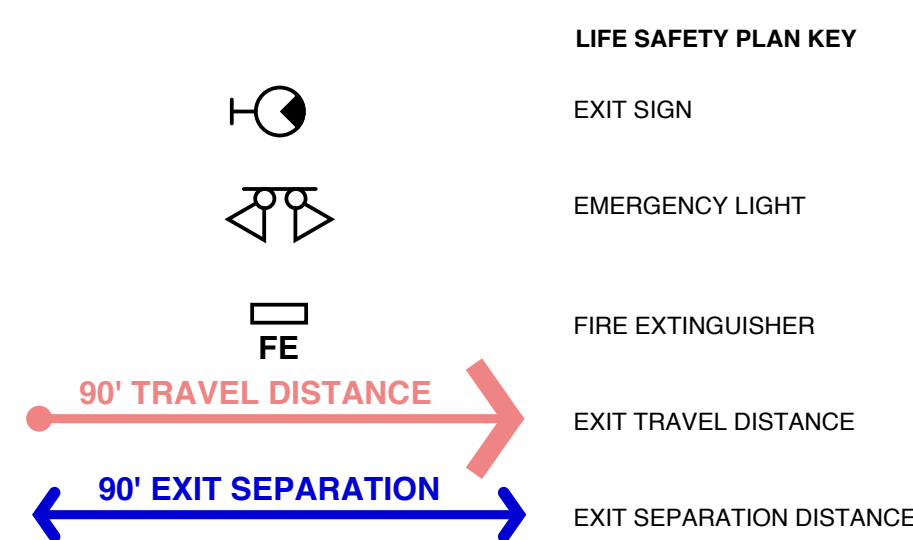 LIFE SAFETY PLAN KEY
EXIT SIGN
EMERGENCY LIGHT
FE
FIRE EXTINGUISHER
90' TRAVEL DISTANCE
EXIT TRAVEL DISTANCE
90' EXIT SEPARATION
EXIT SEPARATION DISTANCE